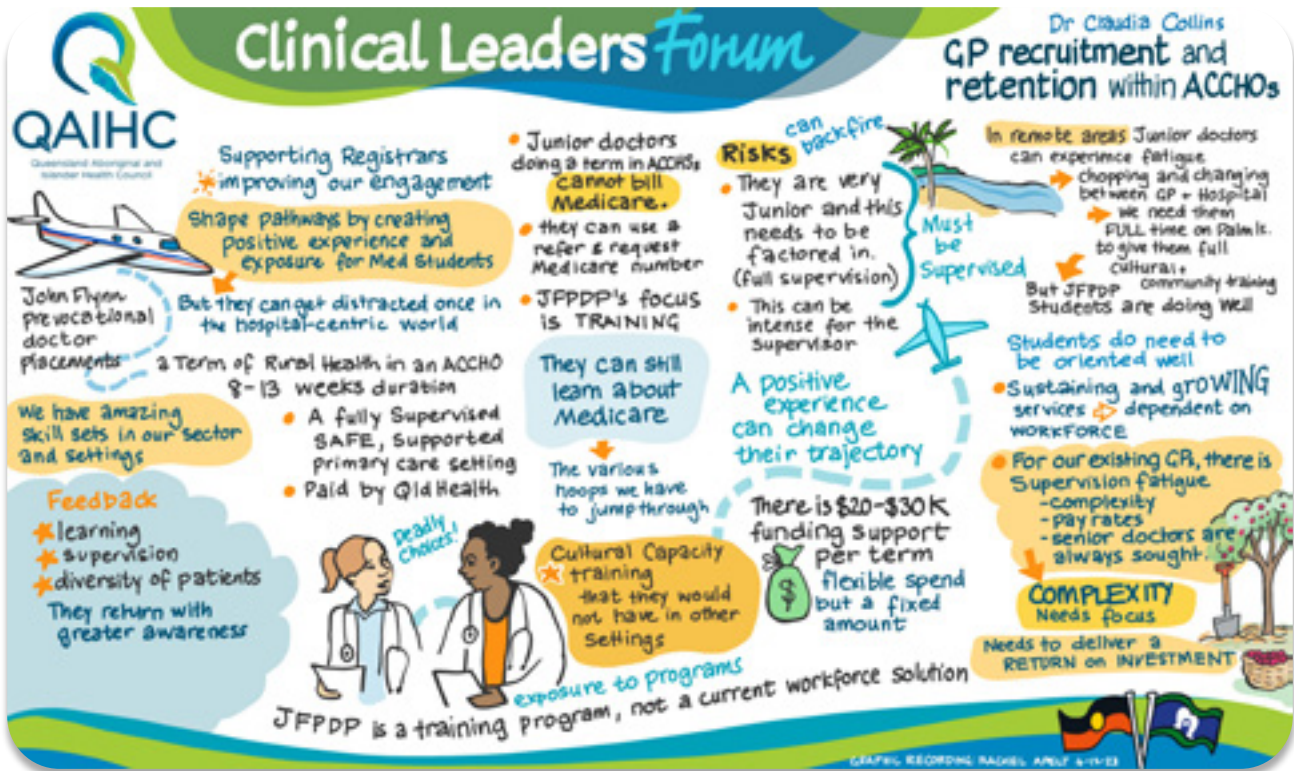 QAIHC
Queensland Aboriginal and
Islander Health Council
Clinical Leaders Forum
Dr Claudia Collins
GP recruitment and
retention within ACCHOs
Supporting Registrars
improving our engagement
Shape pathways by creating
positive experience and
exposure for Med Students
But they can get distracted once in
the hospital-centric world
John Flynn
prevocational
doctor
placements
a Term of Rural Health in an ACCHO
8-13 weeks duration
A fully Supervised
SAFE, Supported
primary care setting
Paid by Qld Health
We have amazing
skill sets in our sector
and settings
Feedback
learning
supervision
diversity of patients
They return with
greater awareness
Junior doctors
doing a term in ACCHSs
cannot bill
Medicare.
they can use a
refer & request
Medicare number
JFPDP's focus
is TRAINING
They can still
learn about
Medicare
The various
hoops we have
to jump through
Deadly
Choices!
Cultural Capacity
training
that they would
not have in other
settings
exposure to programs
JFPDP is a training program, not a current workforce solution
Risks
can
backfire
They are very
Junior and this
needs to be
factored in.
(full supervision)
This can be
intense for the
Supervisor
Must
be
Supervised
A positive
experience
can change
their trajectory
There is $20-$30K
funding support
per term
flexible spend
but a fixed
amount
$
In remote areas Junior doctors
can experience fatigue
chopping and changing
between GP + Hospital
we need them
FULL time on Palm Is.
to give them full
cultural +
community training
But JFPDP
Students are doing well
Students do need to
be oriented well
Sustaining and growing
services dependent on
WORKFORCE
For our existing GPs, there is
Supervision fatigue
-complexity
-pay rates
-senior doctors are
always sought.
COMPLEXITY
Needs focus
Needs to deliver a
RETURN on INVESTMENT
GRAPHIC RECORDING RACHEL APELT 6-12-23